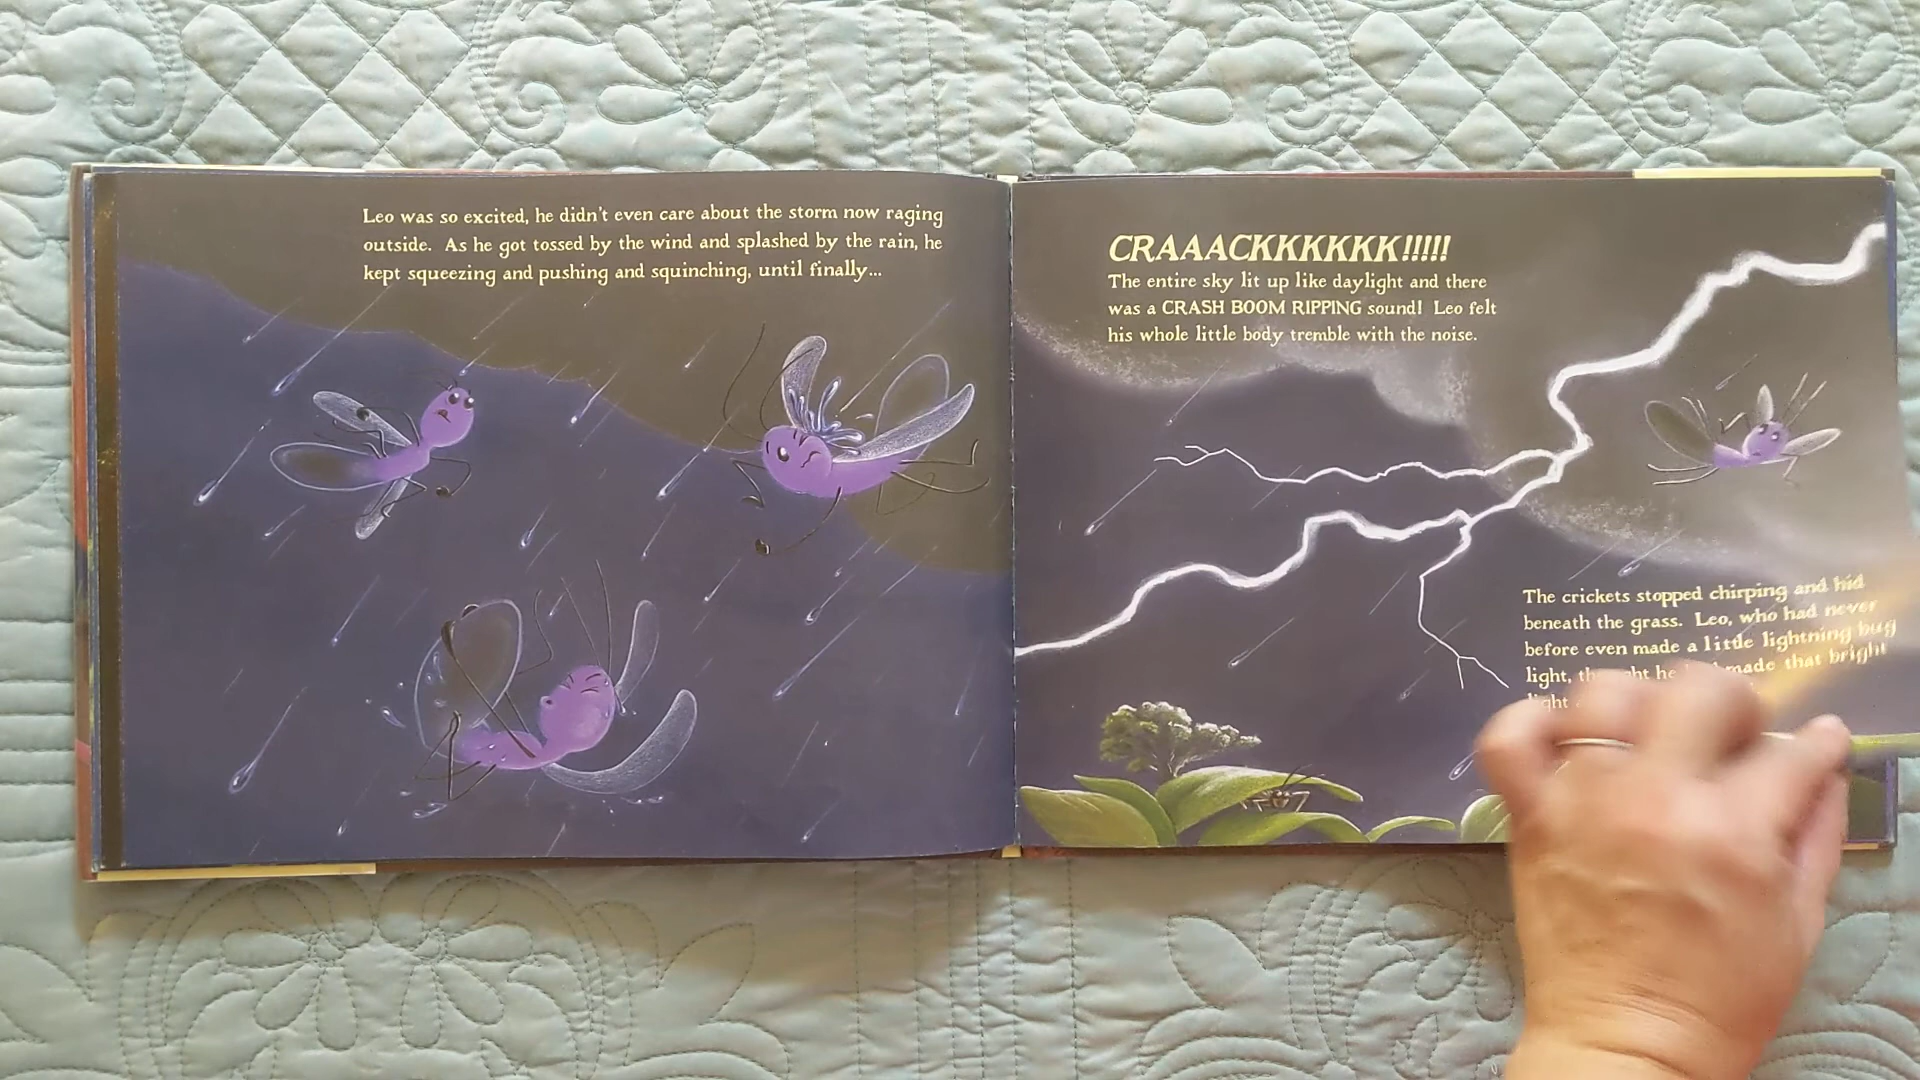 Leo was so excited, he didn't even care about the storm now raging
outside. As he got tossed by the wind and splashed by the rain, he
kept squeezing and pushing and squinching, until finally...
CRAAACKKKKKK!!!!!
The entire sky lit up like daylight and there
was a CRASH BOOM RIPPING sound! Leo felt
his whole little body tremble with the noise.
The crickets stopped chirping and hid
beneath the grass. Leo, who had never
before even made a little lightning bug
light, he made that bright